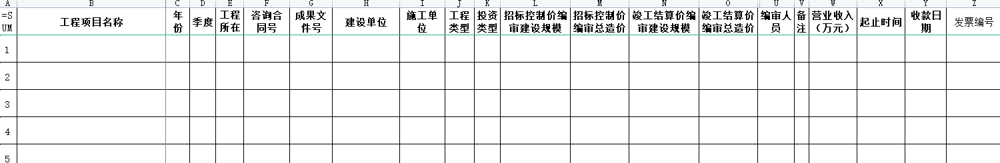 A B C D E F G H I J K L M N O U V W X Y Z
=S
UM
工程项目名称
年
份
季度
工程
所在
咨询合
同号
成果文
件号
建设单位
施工单
位
工程
类型
投资
类型
招标控制价编
审建设规模
招标控制价
编审总造价
竣工结算价编
审建设规模
竣工结算价
编审总造价
编审人
员
备
注
营业收入
（万元）
起止时间
收款日
期
发票编号
1
2
3
4
5